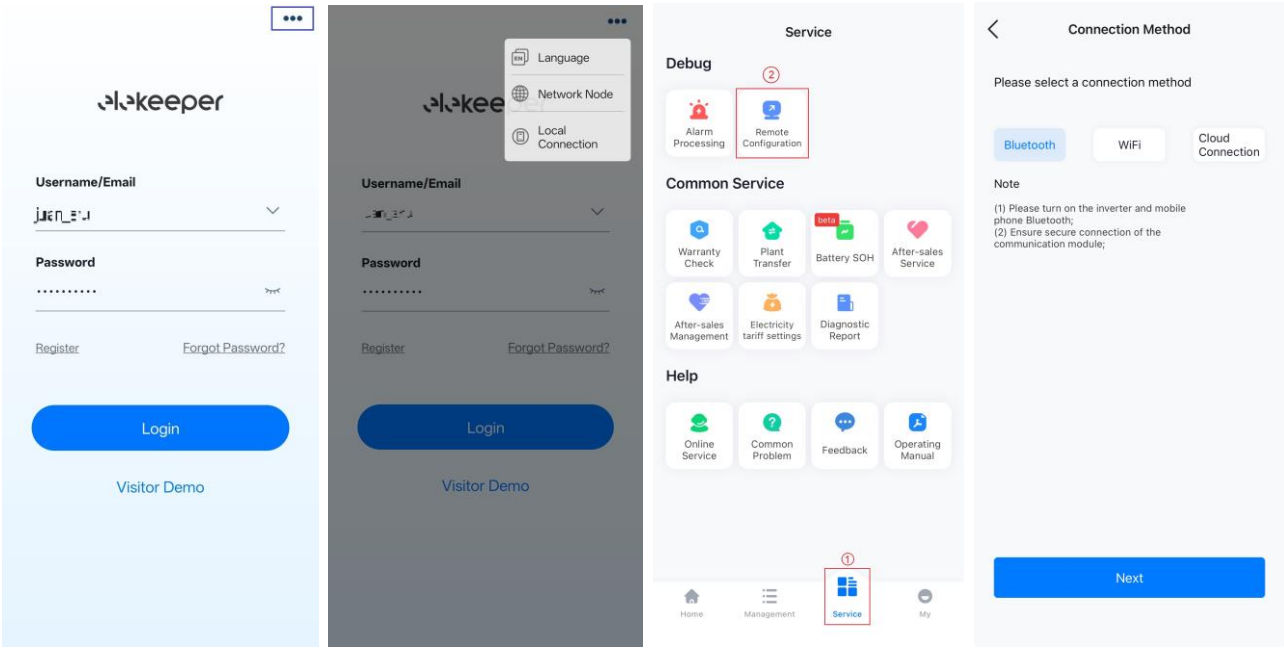 elekeeper
Username/Email
Password
••••••••••
Register
Forgot Password?
Login
Visitor Demo
Language
Network Node
Local
Connection
elekeeper
Username/Email
Password
••••••••••
Register
Forgot Password?
Login
Visitor Demo
Service
Debug
②
Alarm
Processing
Remote
Configuration
Common Service
Warranty
Check
Plant
Transfer
beta
Battery SOH
After-sales
Service
After-sales
Management
Electricity
tariff settings
Diagnostic
Report
Help
Online
Service
Common
Problem
Feedback
Operating
Manual
①
Home
Management
Service
My
Connection Method
Please select a connection method
Bluetooth
WiFi
Cloud
Connection
Note
(1) Please turn on the inverter and mobile
phone Bluetooth;
(2) Ensure secure connection of the
communication module;
Next